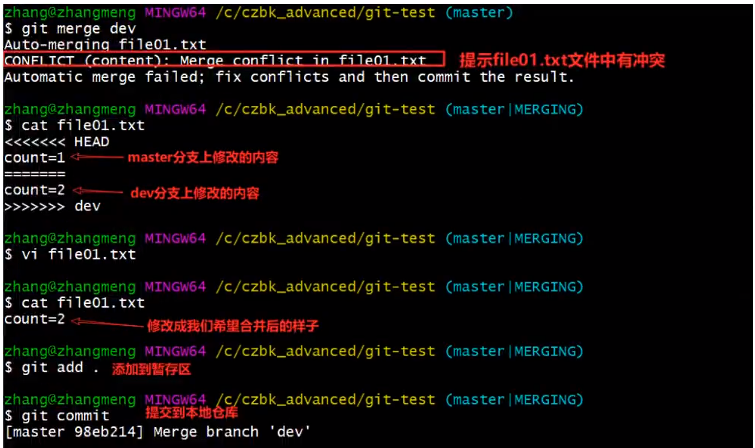 zhang@zhangmeng MINGW64 /c/czbk_advanced/git-test (master)
$ git merge dev
Auto-merging file01.txt
CONFLICT (content): Merge conflict in file01.txt 提示file01.txt文件中有冲突
Automatic merge failed; fix conflicts and then commit the result.
zhang@zhangmeng MINGW64 /c/czbk_advanced/git-test (master|MERGING)
$ cat file01.txt
<<<<<<< HEAD
count=1 master分支上修改的内容
=======
count=2 dev分支上修改的内容
>>>>>>> dev
zhang@zhangmeng MINGW64 /c/czbk_advanced/git-test (master|MERGING)
$ vi file01.txt
zhang@zhangmeng MINGW64 /c/czbk_advanced/git-test (master|MERGING)
$ cat file01.txt
count=2 修改成我们希望合并后的样子
zhang@zhangmeng MINGW64 /c/czbk_advanced/git-test (master|MERGING)
$ git add . 添加到暂存区
zhang@zhangmeng MINGW64 /c/czbk_advanced/git-test (master|MERGING)
$ git commit 提交到本地仓库
[master 98eb214] Merge branch 'dev'